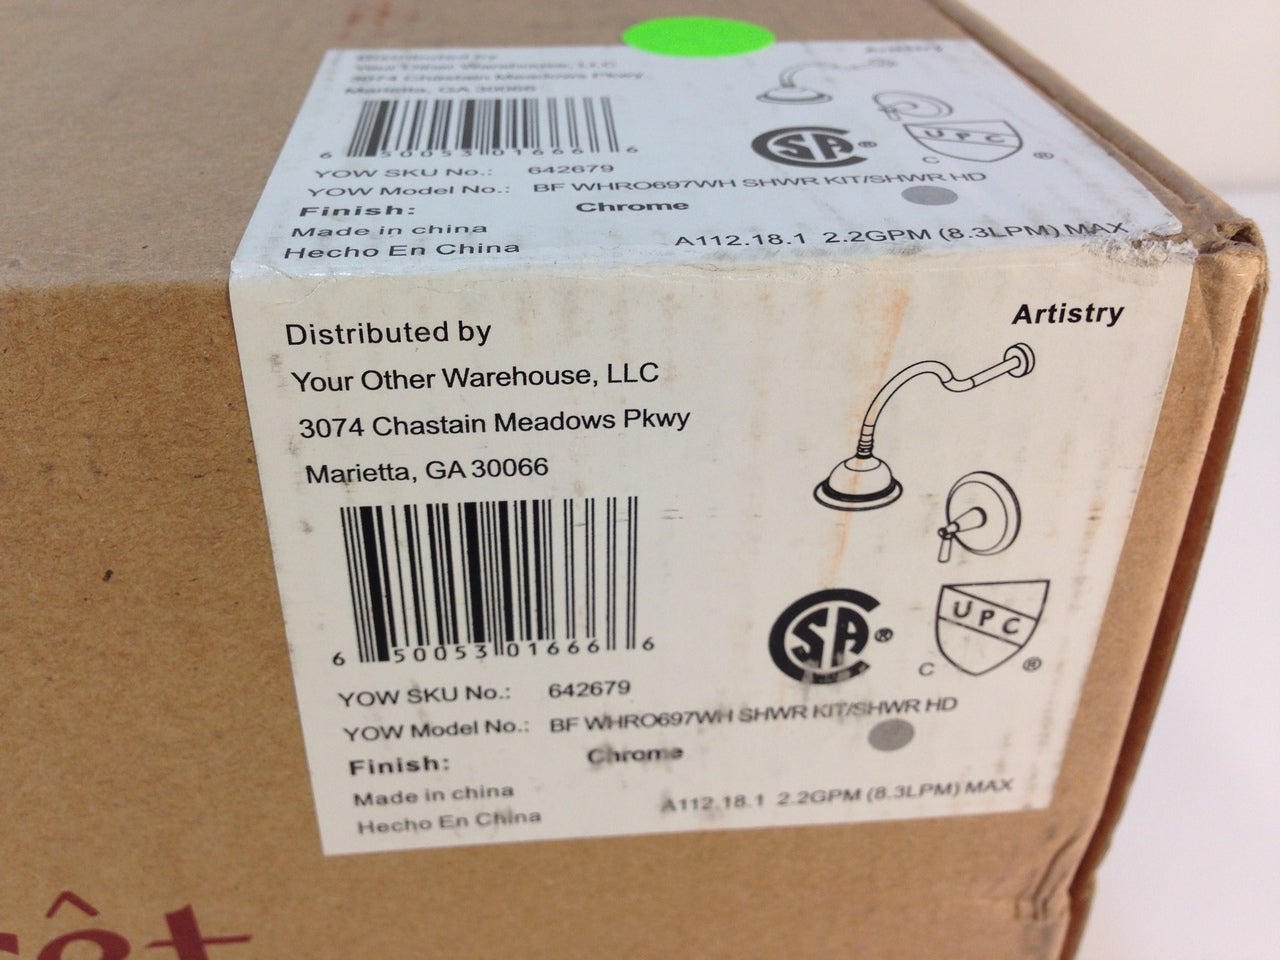 Distributed by
Your Other Warehouse, LLC
3074 Chastain Meadows Pkwy
Marietta, GA 30066
Artistry
6 50053 01666 6
SA®
UPC
C ®
YOW SKU No.: 642679
YOW Model No.: BF WHRO697WH SHWR KIT/SHWR HD
Finish: Chrome
Made in china
Hecho En China
A112.18.1 2.2GPM (8.3LPM) MAX
Distributed by
Your Other Warehouse, LLC
3074 Chastain Meadows Pkwy
Marietta, GA 30066
Artistry
6 50053 01666 6
SA®
UPC
C ®
YOW SKU No.: 642679
YOW Model No.: BF WHRO697WH SHWR KIT/SHWR HD
Finish: Chrome
Made in china
Hecho En China
A112.18.1 2.2GPM (8.3LPM) MAX